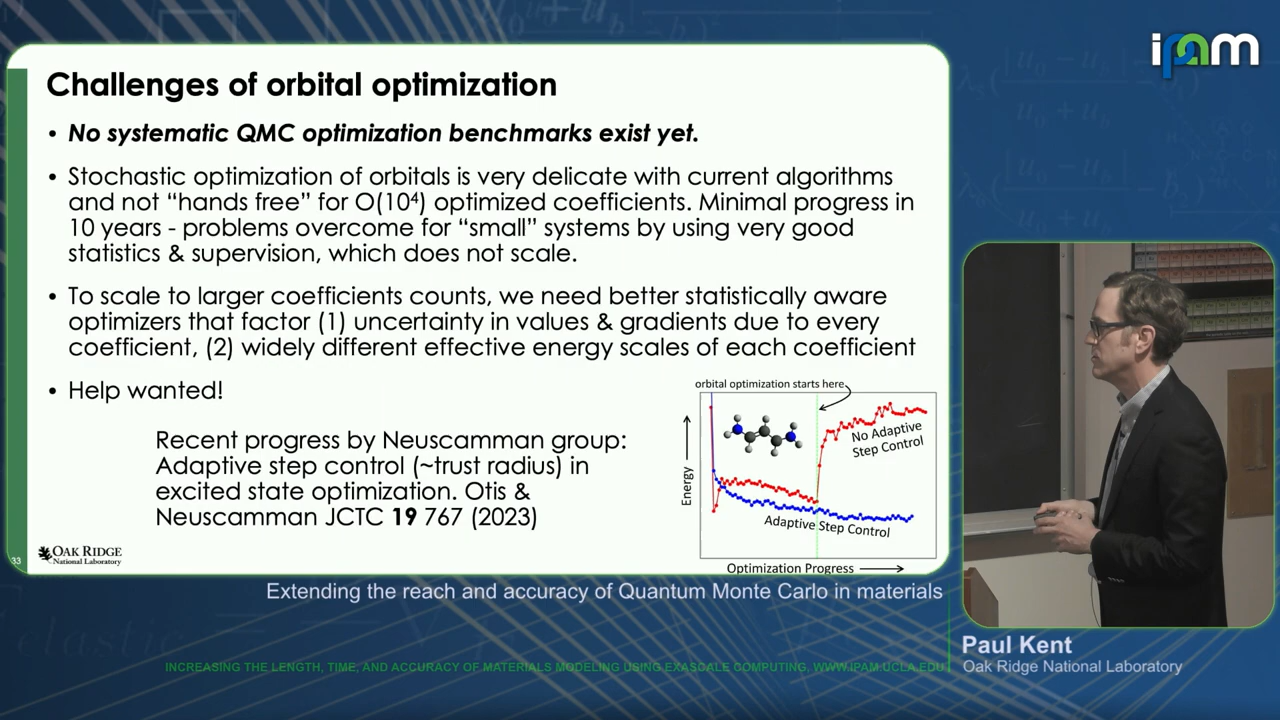 ipam
Challenges of orbital optimization
• No systematic QMC optimization benchmarks exist yet.
• Stochastic optimization of orbitals is very delicate with current algorithms
and not “hands free” for O(10⁴) optimized coefficients. Minimal progress in
10 years - problems overcome for “small” systems by using very good
statistics & supervision, which does not scale.
• To scale to larger coefficients counts, we need better statistically aware
optimizers that factor (1) uncertainty in values & gradients due to every
coefficient, (2) widely different effective energy scales of each coefficient
• Help wanted!
Recent progress by Neuscamman group:
Adaptive step control (~trust radius) in
excited state optimization. Otis &
Neuscamman JCTC 19 767 (2023)
orbital optimization starts here
No Adaptive
Step Control
Energy
Adaptive Step Control
Optimization Progress
33
OAK RIDGE
National Laboratory
Extending the reach and accuracy of Quantum Monte Carlo in materials
Paul Kent
Oak Ridge National Laboratory
INCREASING THE LENGTH, TIME, AND ACCURACY OF MATERIALS MODELING USING EXASCALE COMPUTING, WWW.IPAM.UCLA.EDU